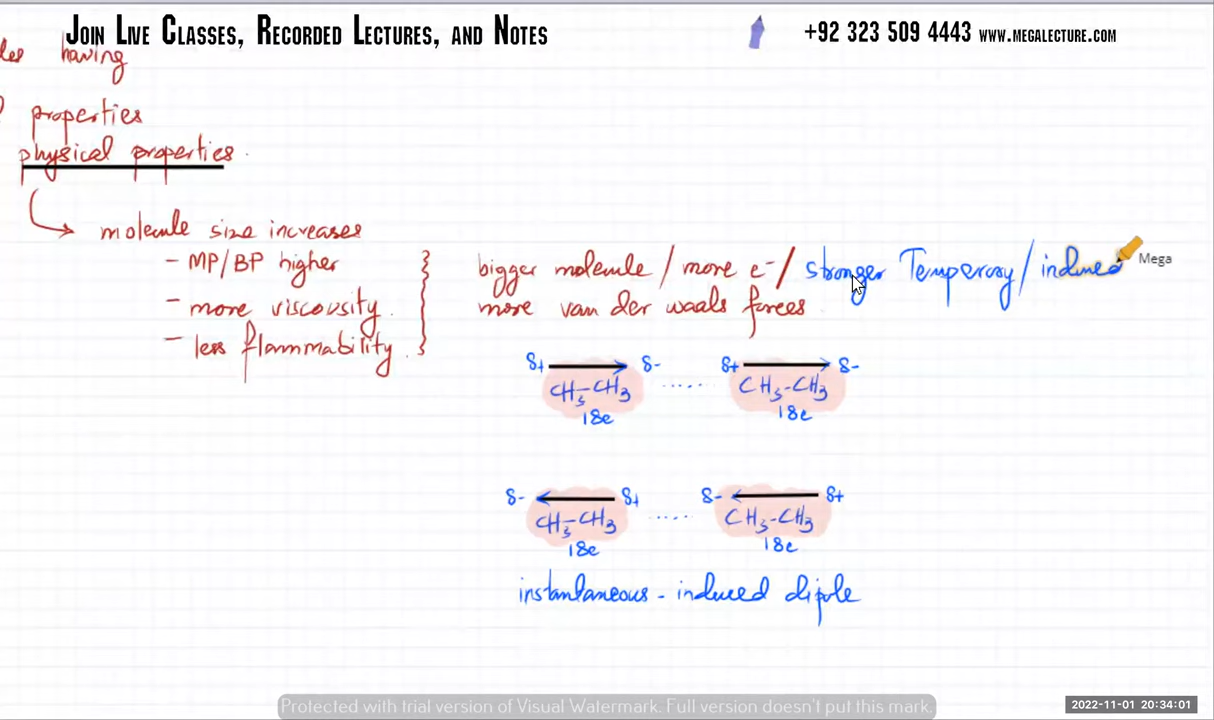 JOIN LIVE CLASSES, RECORDED LECTURES, AND NOTES
+92 323 509 4443 www.megalecture.com
having
properties
physical properties.
molecule size increases
- MP/BP higher
- more viscousity.
- less flammability.
bigger molecule / more e- / stronger Temperory / induced
Mega
more van der waals forces
δ+ δ- δ+ δ-
CH3-CH3 ...... CH3-CH3
18e 18e
δ- δ+ δ- δ+
CH3-CH3 ..... CH3-CH3
18e 18e
instantaneous - induced dipole
Protected with trial version of Visual Watermark. Full version doesn't put this mark.
2022-11-01 20:34:01